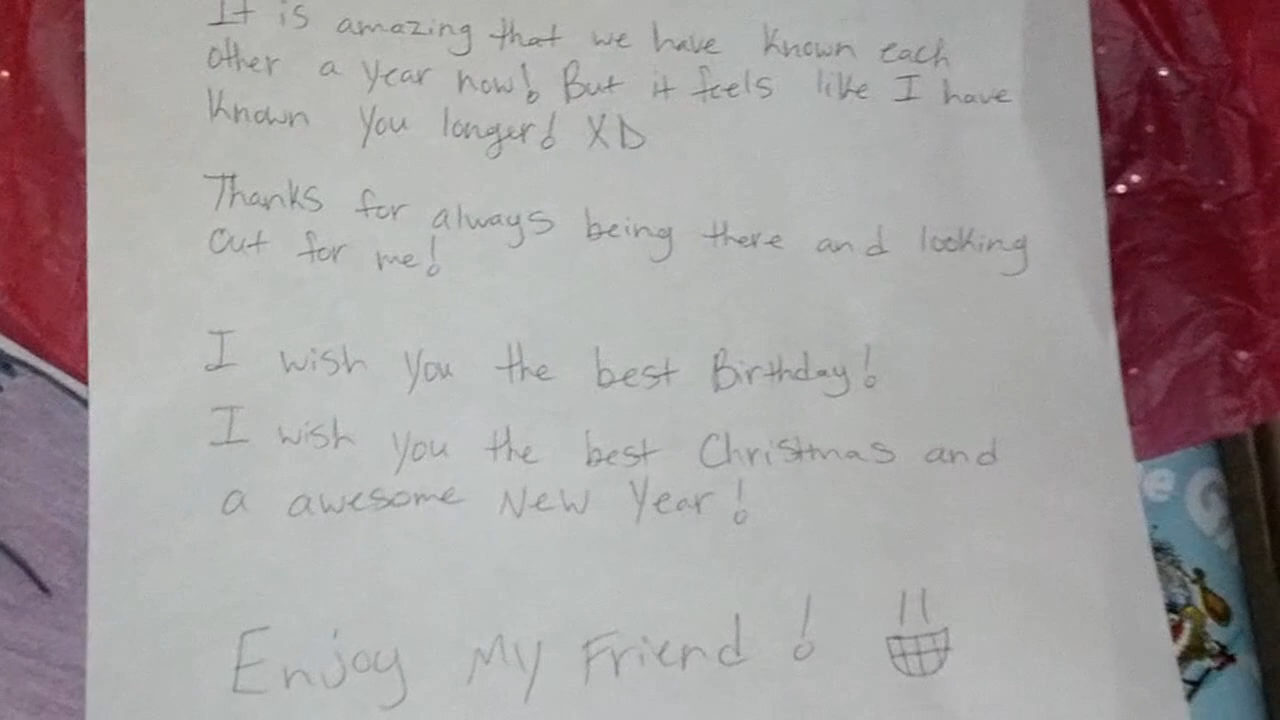 It is amazing that we have known each
other a year now! But it feels like I have
known you longer! XD
Thanks for always being there and looking
out for me!
I wish you the best Birthday!
I wish you the best Christmas and
a awesome New Year!
Enjoy My Friend!